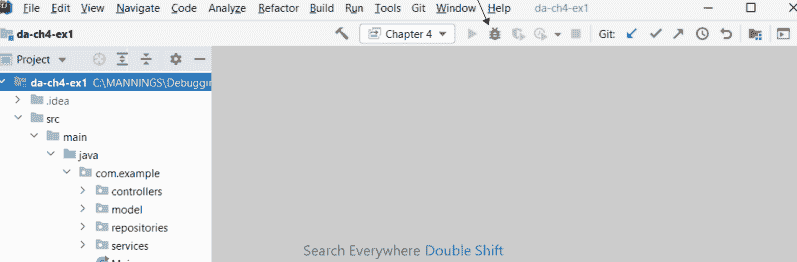 File Edit View Navigate Code Analyze Refactor Build Run Tools Git Window Help da-ch4-ex1
da-ch4-ex1 Chapter 4 Git:
Project
da-ch4-ex1 C:\MANNINGS\Debuggin
.idea
src
main
java
com.example
controllers
model
repositories
services
Search Everywhere Double Shift